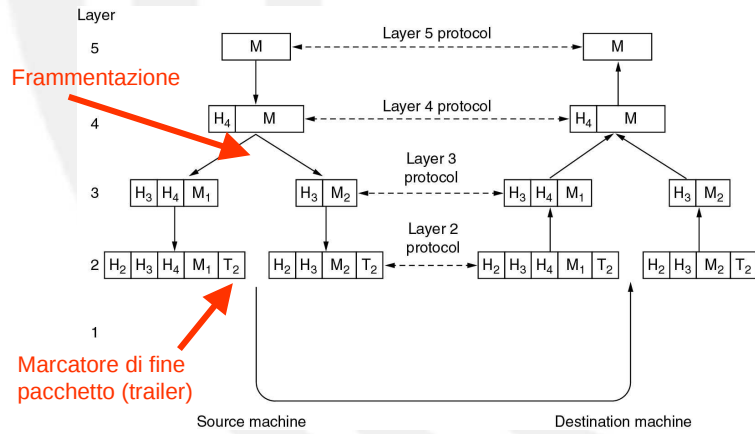 Layer
5
M
Layer 5 protocol
M
Frammentazione
4
H4 M
Layer 4 protocol
H4 M
3
H3 H4 M1
H3 M2
Layer 3
protocol
H3 H4 M1
H3 M2
2
H2 H3 H4 M1 T2
H2 H3 M2 T2
Layer 2
protocol
H2 H3 H4 M1 T2
H2 H3 M2 T2
1
Marcatore di fine
pacchetto (trailer)
Source machine
Destination machine